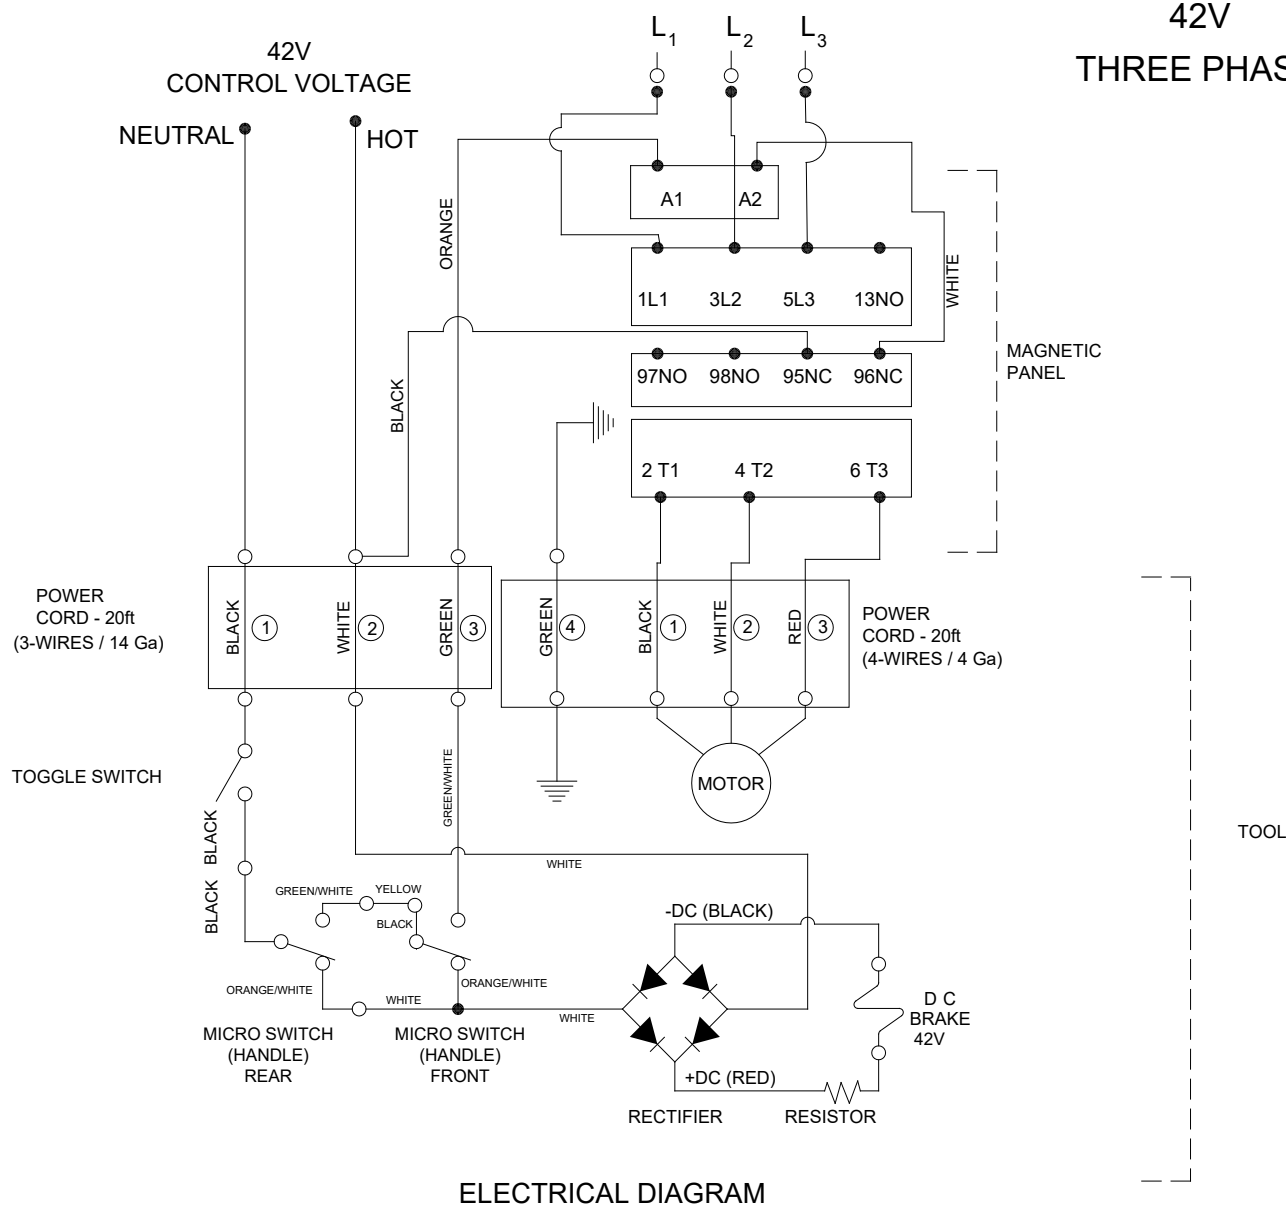 42V
THREE PHAS
L1
L2
L3
42V
CONTROL VOLTAGE
NEUTRAL
HOT
A1
A2
ORANGE
WHITE
1L1
3L2
5L3
13NO
MAGNETIC
PANEL
97NO
98NO
95NC
96NC
BLACK
2 T1
4 T2
6 T3
POWER
CORD - 20ft
(3-WIRES / 14 Ga)
BLACK
1
WHITE
2
GREEN
3
GREEN
4
BLACK
1
WHITE
2
RED
3
POWER
CORD - 20ft
(4-WIRES / 4 Ga)
TOGGLE SWITCH
BLACK
BLACK
GREEN/WHITE
MOTOR
TOOL
WHITE
GREEN/WHITE
YELLOW
BLACK
-DC (BLACK)
ORANGE/WHITE
WHITE
ORANGE/WHITE
WHITE
MICRO SWITCH
(HANDLE)
REAR
MICRO SWITCH
(HANDLE)
FRONT
D C
BRAKE
42V
+DC (RED)
RECTIFIER
RESISTOR
ELECTRICAL DIAGRAM